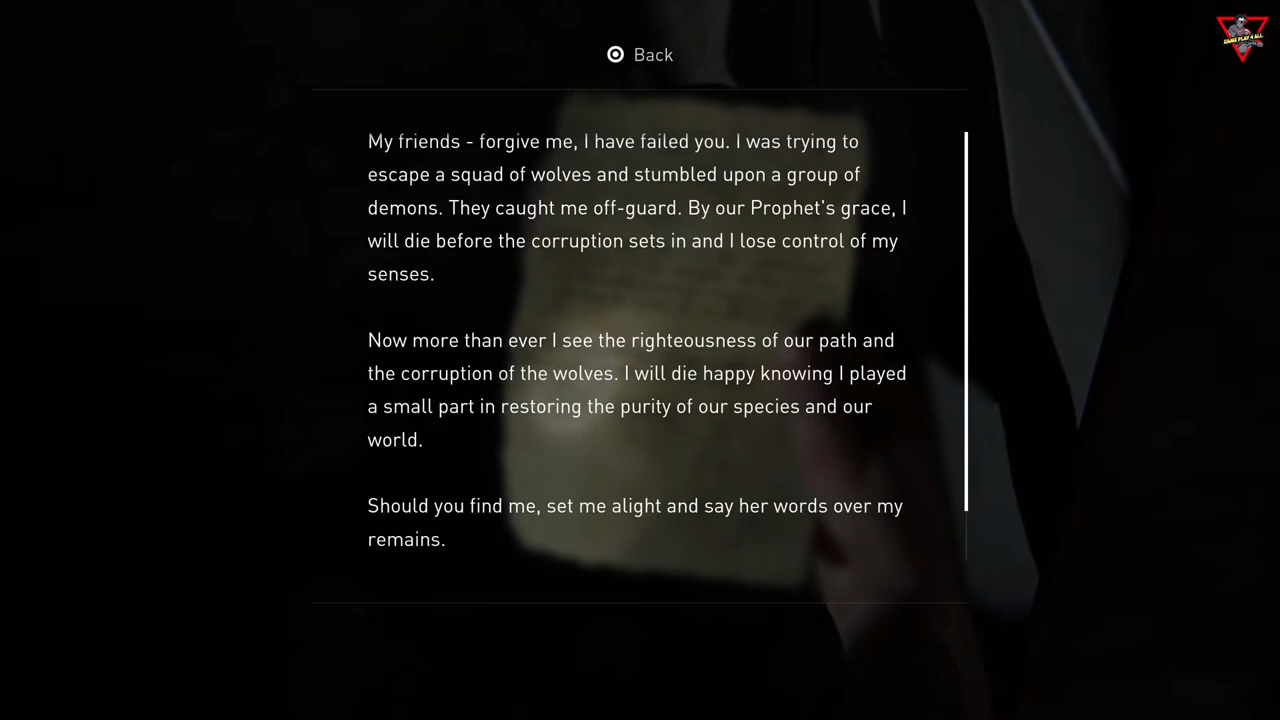 GAME PLAY 4 ALL
Back
My friends - forgive me, I have failed you. I was trying to
escape a squad of wolves and stumbled upon a group of
demons. They caught me off-guard. By our Prophet's grace, I
will die before the corruption sets in and I lose control of my
senses.
Now more than ever I see the righteousness of our path and
the corruption of the wolves. I will die happy knowing I played
a small part in restoring the purity of our species and our
world.
Should you find me, set me alight and say her words over my
remains.